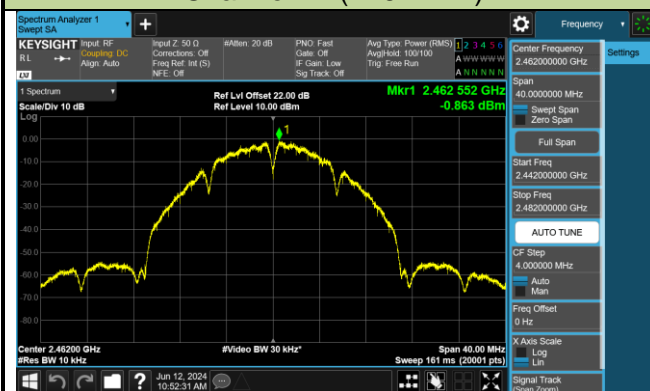 Spectrum Analyzer 1
Swept SA
Frequency
KEYSIGHT
RL
LXI
Input: RF
Coupling: DC
Align: Auto
Input Z: 50 Ω
Corrections: Off
Freq Ref: Int (S)
NFE: Off
#Atten: 20 dB
PNO: Fast
Gate: Off
IF Gain: Low
Sig Track: Off
Avg Type: Power (RMS)
Avg|Hold: 100/100
Trig: Free Run
1 2 3 4 5 6
A W W W W W
A N N N N N
1 Spectrum
Scale/Div 10 dB
Log
Ref Lvl Offset 22.00 dB
Ref Level 10.00 dBm
Mkr1 2.462 552 GHz
-0.863 dBm
1
0.00
-10.0
-20.0
-30.0
-40.0
-50.0
-60.0
-70.0
-80.0
Center 2.46200 GHz
#Res BW 10 kHz
#Video BW 30 kHz*
Span 40.00 MHz
Sweep 161 ms (20001 pts)
Center Frequency
2.462000000 GHz
Span
40.0000000 MHz
Swept Span
Zero Span
Full Span
Start Freq
2.442000000 GHz
Stop Freq
2.482000000 GHz
AUTO TUNE
CF Step
4.000000 MHz
Auto
Man
Freq Offset
0 Hz
X Axis Scale
Log
Lin
Signal Track
(Span Zoom)
Settings
?
Jun 12, 2024
10:52:31 AM